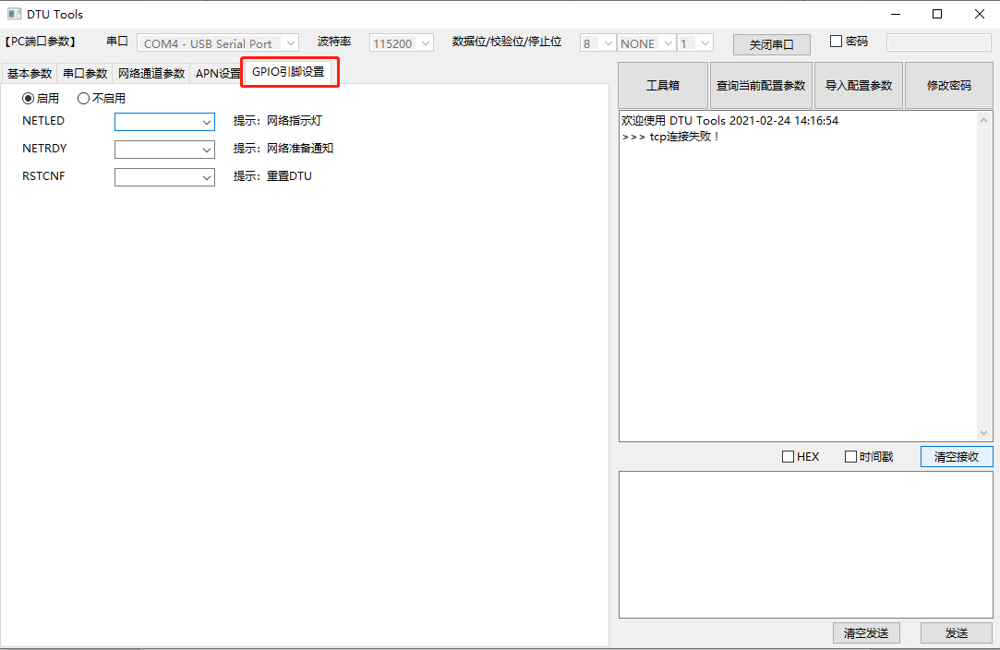 DTU Tools
【PC端口参数】 串口 COM4 - USB Serial Port 波特率 115200 数据位/校验位/停止位 8 NONE 1 关闭串口 密码
基本参数 串口参数 网络通道参数 APN设置 GPIO引脚设置
工具箱 查询当前配置参数 导入配置参数 修改密码
启用 不启用
NETLED 提示：网络指示灯
NETRDY 提示：网络准备通知
RSTCNF 提示：重置DTU
欢迎使用 DTU Tools 2021-02-24 14:16:54
>>> tcp连接失败！
HEX 时间戳 清空接收
清空发送 发送